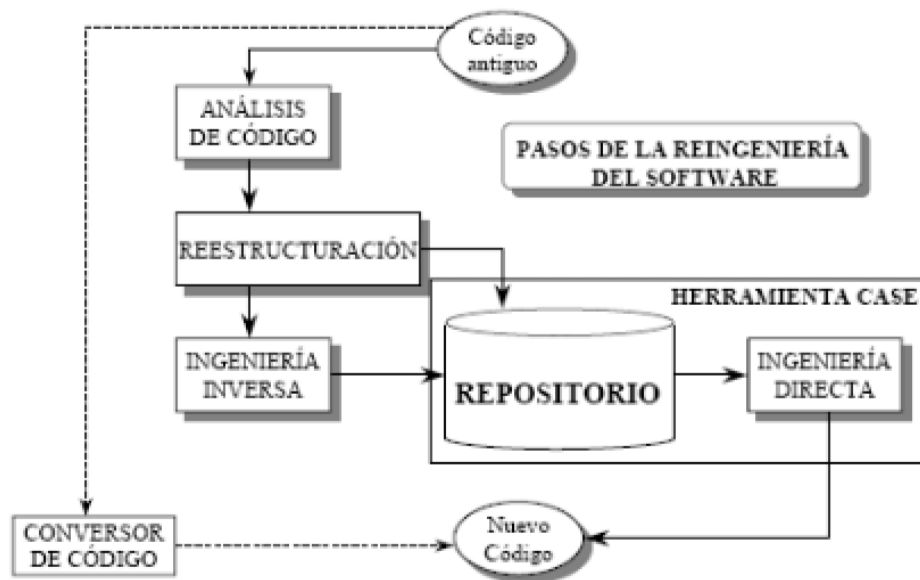 Código
antiguo
ANÁLISIS
DE CÓDIGO
PASOS DE LA REINGENIERÍA
DEL SOFTWARE
REESTRUCTURACIÓN
HERRAMIENTA CASE
INGENIERÍA
INVERSA
REPOSITORIO
INGENIERÍA
DIRECTA
CONVERSOR
DE CÓDIGO
Nuevo
Código